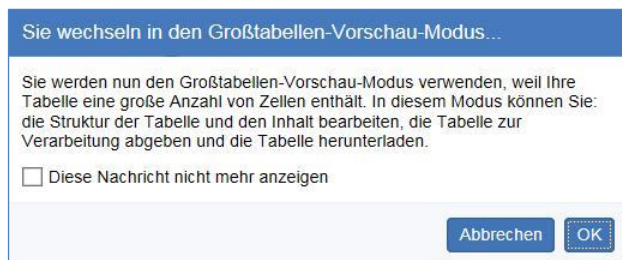 Sie wechseln in den Großtabellen-Vorschau-Modus...
Sie werden nun den Großtabellen-Vorschau-Modus verwenden, weil Ihre
Tabelle eine große Anzahl von Zellen enthält. In diesem Modus können Sie:
die Struktur der Tabelle und den Inhalt bearbeiten, die Tabelle zur
Verarbeitung abgeben und die Tabelle herunterladen.
Diese Nachricht nicht mehr anzeigen
Abbrechen OK